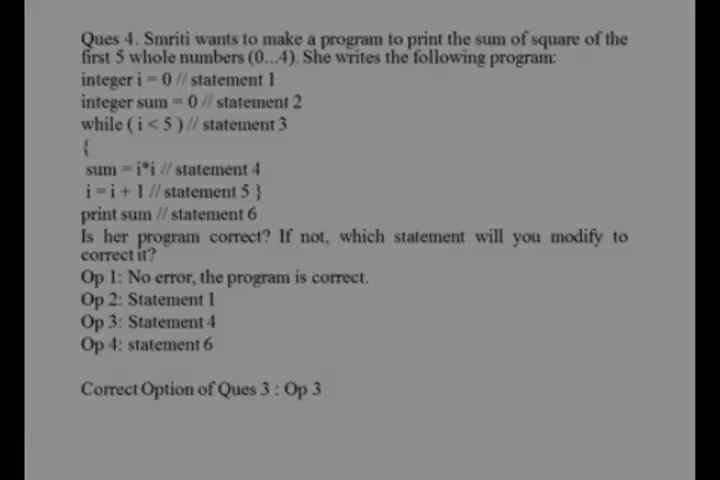 Ques 4. Smriti wants to make a program to print the sum of square of the
first 5 whole numbers (0...4). She writes the following program:
integer i = 0 // statement 1
integer sum = 0 // statement 2
while ( i < 5 ) // statement 3
{
sum = i*i // statement 4
i = i + 1 // statement 5 }
print sum // statement 6
Is her program correct? If not, which statement will you modify to
correct it?
Op 1: No error, the program is correct.
Op 2: Statement 1
Op 3: Statement 4
Op 4: statement 6
Correct Option of Ques 3 : Op 3